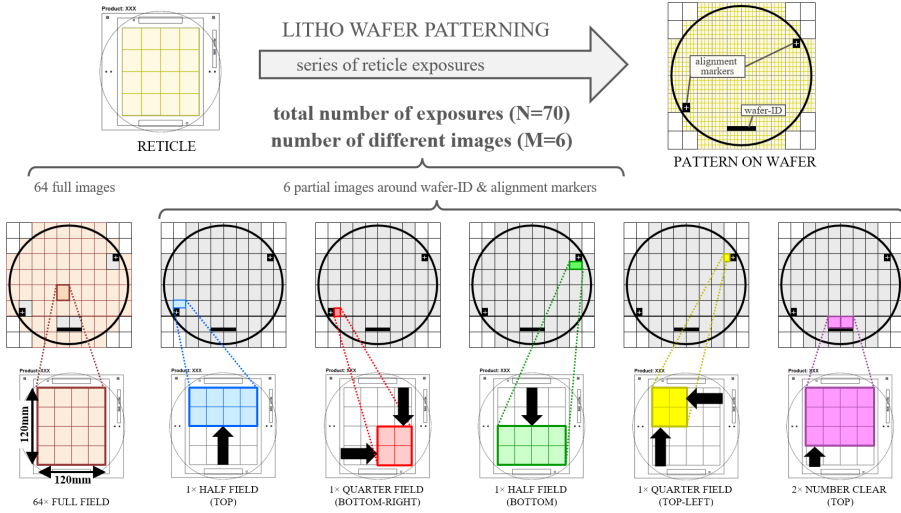 Product: XXX
LITHO WAFER PATTERNING
series of reticle exposures
total number of exposures (N=70)
number of different images (M=6)
RETICLE
alignment
markers
wafer-ID
PATTERN ON WAFER
64 full images
6 partial images around wafer-ID & alignment markers
Product: XXX
Product: XXX
Product: XXX
Product: XXX
Product: XXX
Product: XXX
120mm
120mm
64× FULL FIELD
1× HALF FIELD
(TOP)
1× QUARTER FIELD
(BOTTOM-RIGHT)
1× HALF FIELD
(BOTTOM)
1× QUARTER FIELD
(TOP-LEFT)
2× NUMBER CLEAR
(TOP)